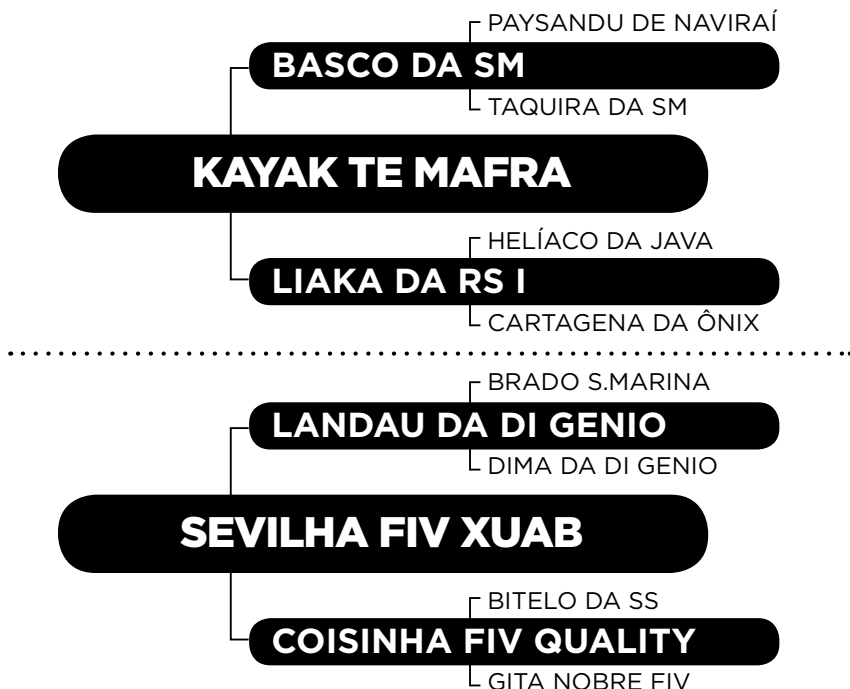 PAYSANDU DE NAVIRAÍ
BASCO DA SM
TAQUIRA DA SM
KAYAK TE MAFRA
HELÍACO DA JAVA
LIAKA DA RS I
CARTAGENA DA ÔNIX
BRADO S.MARINA
LANDAU DA DI GENIO
DIMA DA DI GENIO
SEVILHA FIV XUAB
BITELO DA SS
COISINHA FIV QUALITY
GITA NOBRE FIV